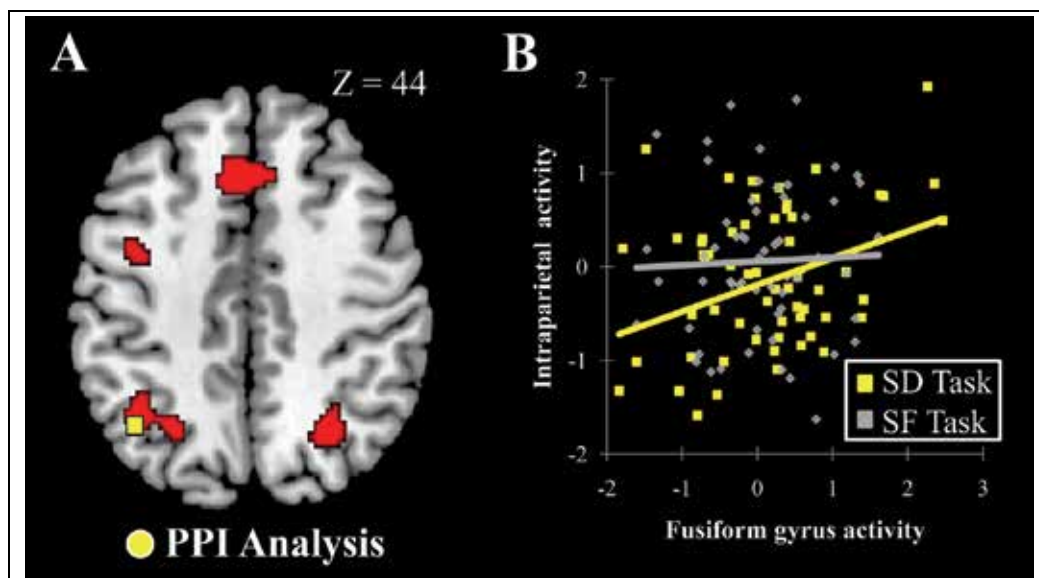 A
Z = 44
PPI Analysis
B
2
1
0
-1
-2
Intraparietal activity
SD Task
SF Task
-2 -1 0 1 2 3
Fusiform gyrus activity